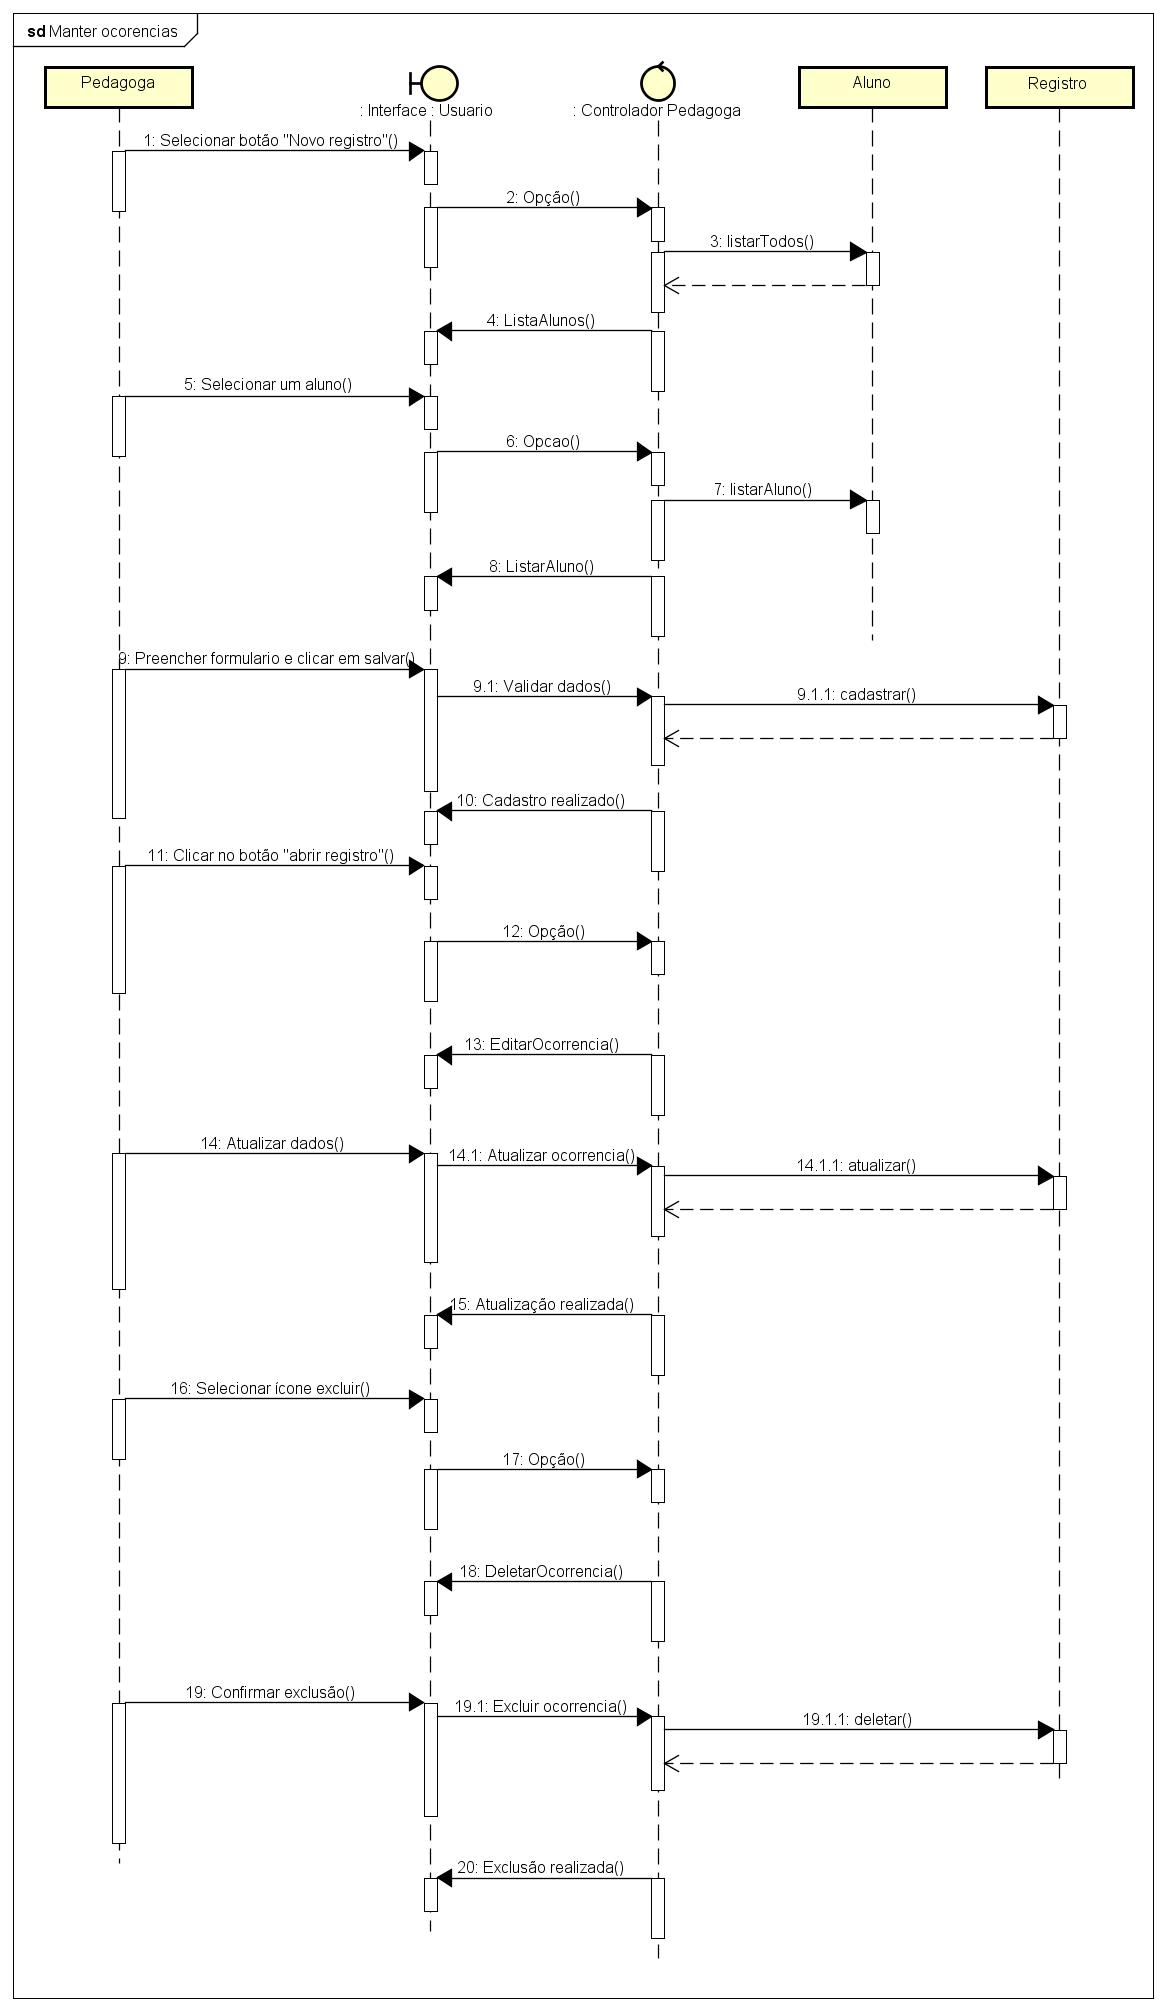 sd Manter ocorencias
Pedagoga
: Interface : Usuario
: Controlador Pedagoga
Aluno
Registro
1: Selecionar botão "Novo registro"()
2: Opção()
3: listarTodos()
4: ListaAlunos()
5: Selecionar um aluno()
6: Opcao()
7: listarAluno()
8: ListarAluno()
9: Preencher formulario e clicar em salvar()
9.1: Validar dados()
9.1.1: cadastrar()
10: Cadastro realizado()
11: Clicar no botão "abrir registro"()
12: Opção()
13: EditarOcorrencia()
14: Atualizar dados()
14.1: Atualizar ocorrencia()
14.1.1: atualizar()
15: Atualização realizada()
16: Selecionar ícone excluir()
17: Opção()
18: DeletarOcorrencia()
19: Confirmar exclusão()
19.1: Excluir ocorrencia()
19.1.1: deletar()
20: Exclusão realizada()